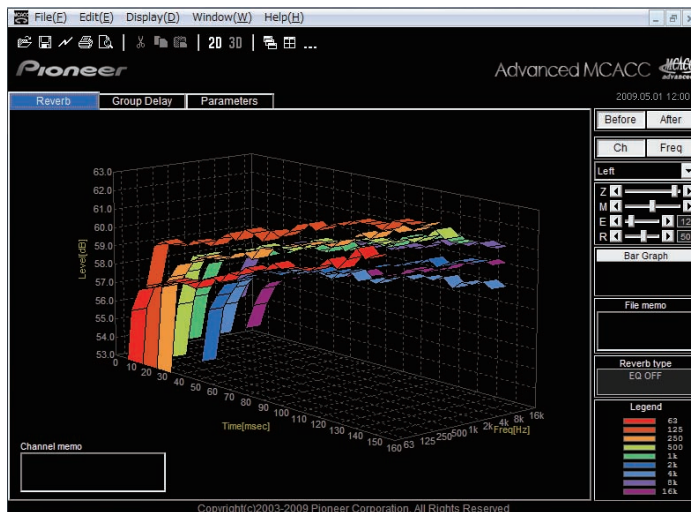 File(F) Edit(E) Display(D) Window(W) Help(H)
2D 3D
Pioneer
Advanced MCACC
Reverb Group Delay Parameters
2009.05.01 12:00
Before After
Ch Freq
Left
Z
M
E
R
Bar Graph
File memo
Reverb type
EQ OFF
Legend
63
125
250
500
1k
2k
4k
8k
16k
Level[dB]
63.0
62.0
61.0
60.0
59.0
58.0
57.0
56.0
55.0
54.0
53.0
0 10 20 30 40 50 60 70 80 90 100 110 120 130 140 150 160
Time[msec]
63 125 250 500 1k 2k 4k 8k 16k
Freq[Hz]
Channel memo
Copyright(c)2003-2009 Pioneer Corporation. All Rights Reserved